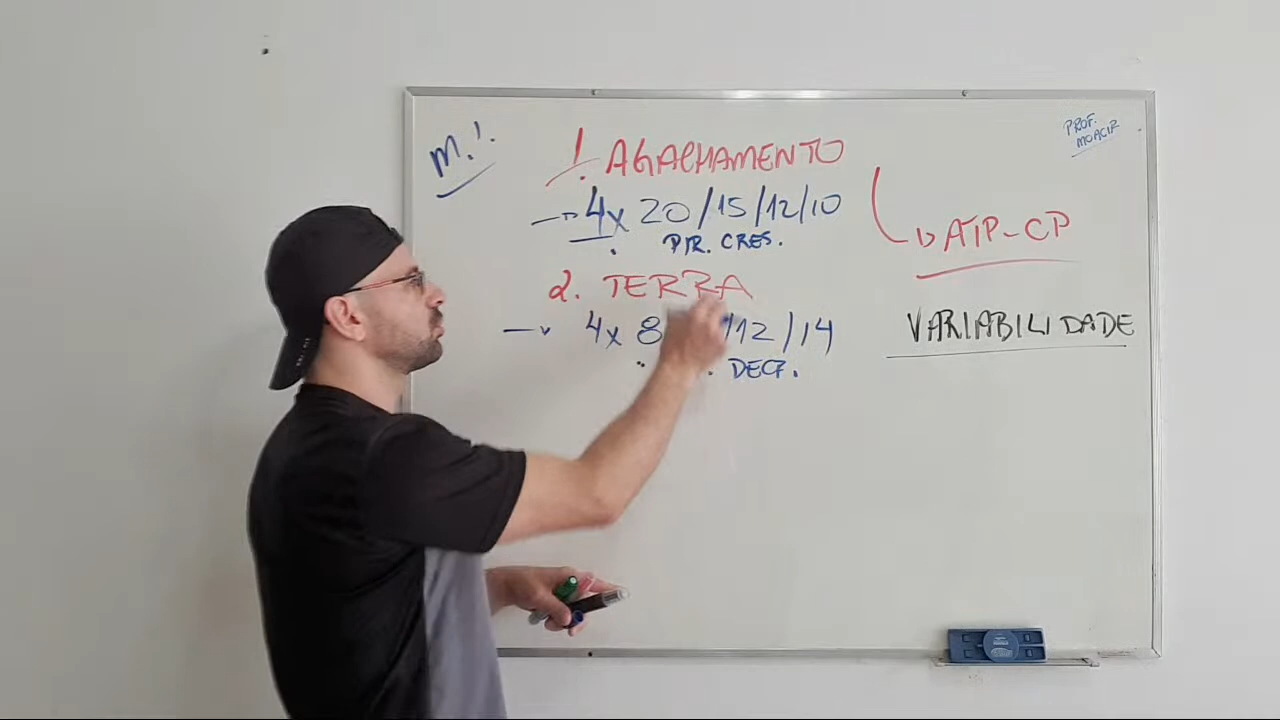 M.I.
1. AGACHAMENTO
→ 4x 20/15/12/10
PIR. CRES.
2. TERRA
→ 4x 8 /12/14
DECR.
→ ATP-CP
VARIABILIDADE
PROF.
MOACIR